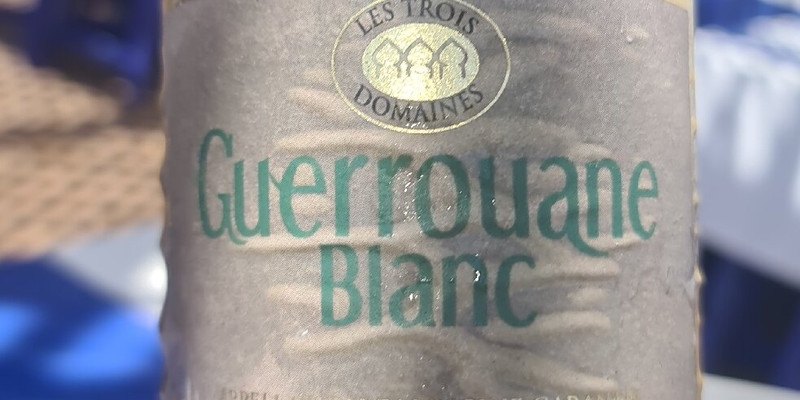 LES TROIS
DOMAINES
Guerrouane
Blanc